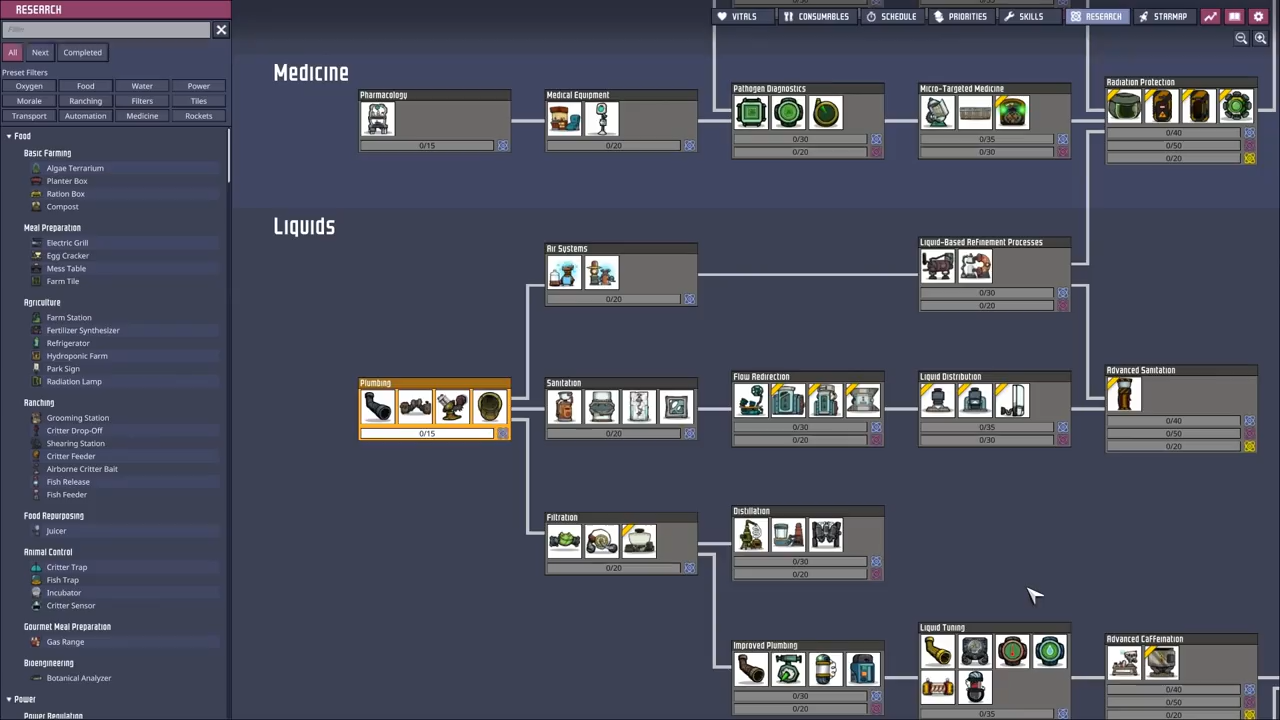 RESEARCH
Filter
All Next Completed
Preset Filters
Oxygen Food Water Power
Morale Ranching Filters Tiles
Transport Automation Medicine Rockets
Food
Basic Farming
Algae Terrarium
Planter Box
Ration Box
Compost
Meal Preparation
Electric Grill
Egg Cracker
Mess Table
Farm Tile
Agriculture
Farm Station
Fertilizer Synthesizer
Refrigerator
Hydroponic Farm
Park Sign
Radiation Lamp
Ranching
Grooming Station
Critter Drop-Off
Shearing Station
Critter Feeder
Airborne Critter Bait
Fish Release
Fish Feeder
Food Repurposing
Juicer
Animal Control
Critter Trap
Fish Trap
Incubator
Critter Sensor
Gourmet Meal Preparation
Gas Range
Bioengineering
Botanical Analyzer
Power
Power Regulation
VITALS CONSUMABLES SCHEDULE PRIORITIES SKILLS RESEARCH STARMAP
Medicine
Pharmacology
0/15
Medical Equipment
0/20
Pathogen Diagnostics
0/30
0/20
Micro-Targeted Medicine
0/35
0/30
Radiation Protection
0/40
0/50
0/20
Liquids
Air Systems
0/20
Liquid-Based Refinement Processes
0/30
0/20
Plumbing
0/15
Sanitation
0/20
Flow Redirection
0/30
0/20
Liquid Distribution
0/35
0/30
Advanced Sanitation
0/40
0/50
0/20
Filtration
0/20
Distillation
0/30
0/20
Improved Plumbing
0/30
0/20
Liquid Tuning
0/35
Advanced Caffeination
0/40
0/50
0/20